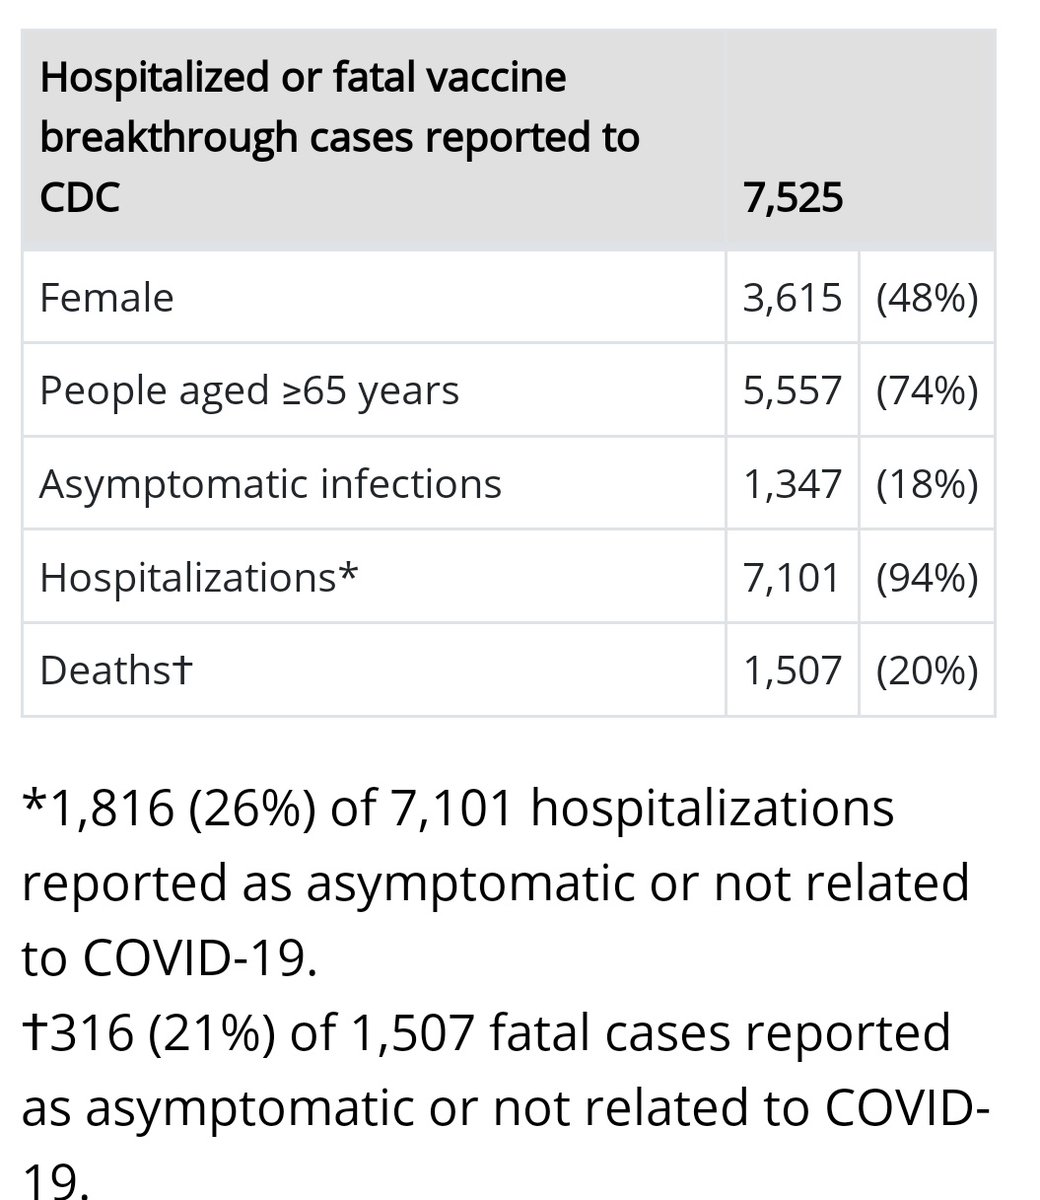 Hospitalized or fatal vaccine
breakthrough cases reported to
CDC 7,525
Female 3,615 (48%)
People aged ≥65 years 5,557 (74%)
Asymptomatic infections 1,347 (18%)
Hospitalizations* 7,101 (94%)
Deaths† 1,507 (20%)
*1,816 (26%) of 7,101 hospitalizations
reported as asymptomatic or not related
to COVID-19.
†316 (21%) of 1,507 fatal cases reported
as asymptomatic or not related to COVID-
19.